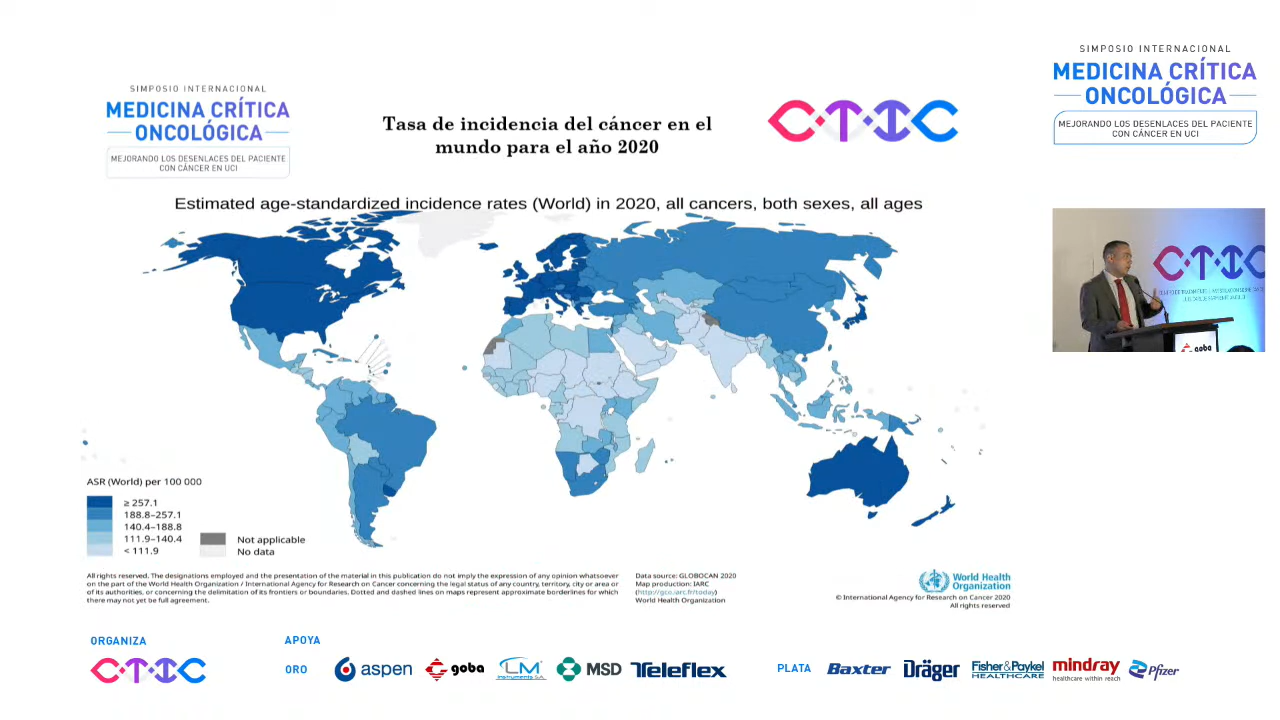 SIMPOSIO INTERNACIONAL
MEDICINA CRÍTICA
ONCOLÓGICA
MEJORANDO LOS DESENLACES DEL PACIENTE
CON CÁNCER EN UCI
Tasa de incidencia del cáncer en el
mundo para el año 2020
CTIC
SIMPOSIO INTERNACIONAL
MEDICINA CRÍTICA
ONCOLÓGICA
MEJORANDO LOS DESENLACES DEL PACIENTE
CON CÁNCER EN UCI
Estimated age-standardized incidence rates (World) in 2020, all cancers, both sexes, all ages
CTIC
goba
ASR (World) per 100 000
≥ 257.1
188.8–257.1
140.4–188.8
111.9–140.4
< 111.9
Not applicable
No data
All rights reserved. The designations employed and the presentation of the material in this publication do not imply the expression of any opinion whatsoever
on the part of the World Health Organization / International Agency for Research on Cancer concerning the legal status of any country, territory, city or area or
of its authorities, or concerning the delimitation of its frontiers or boundaries. Dotted and dashed lines on maps represent approximate borderlines for which
there may not yet be full agreement.
Data source: GLOBOCAN 2020
Map production: IARC
(http://gco.iarc.fr/today)
World Health Organization
World Health
Organization
© International Agency for Research on Cancer 2020
All rights reserved
ORGANIZA
CTIC
APOYA
ORO
aspen
goba
LM
Instruments S.A.
MSD
Teleflex
PLATA
Baxter
Dräger
Fisher&Paykel
HEALTHCARE
mindray
healthcare within reach
Pfizer